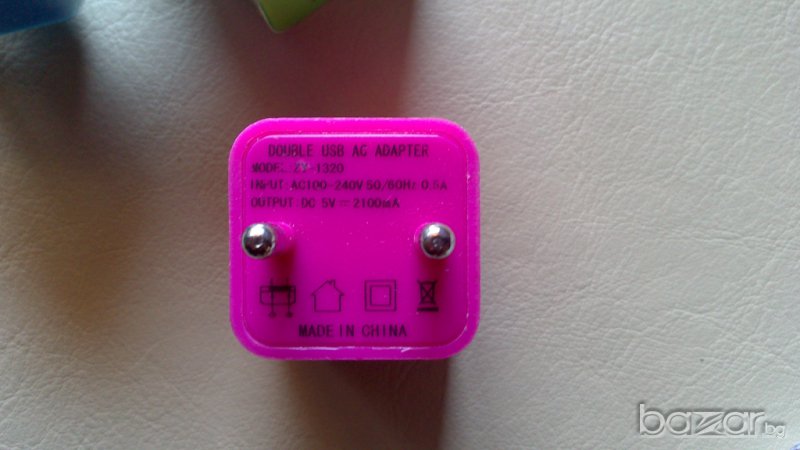 DOUBLE USB AC ADAPTER
MODEL ZY-1320
INPUT AC100-240V 50/60Hz 0.5A
OUTPUT DC 5V⎓2100mA
MADE IN CHINA
bazar.bg